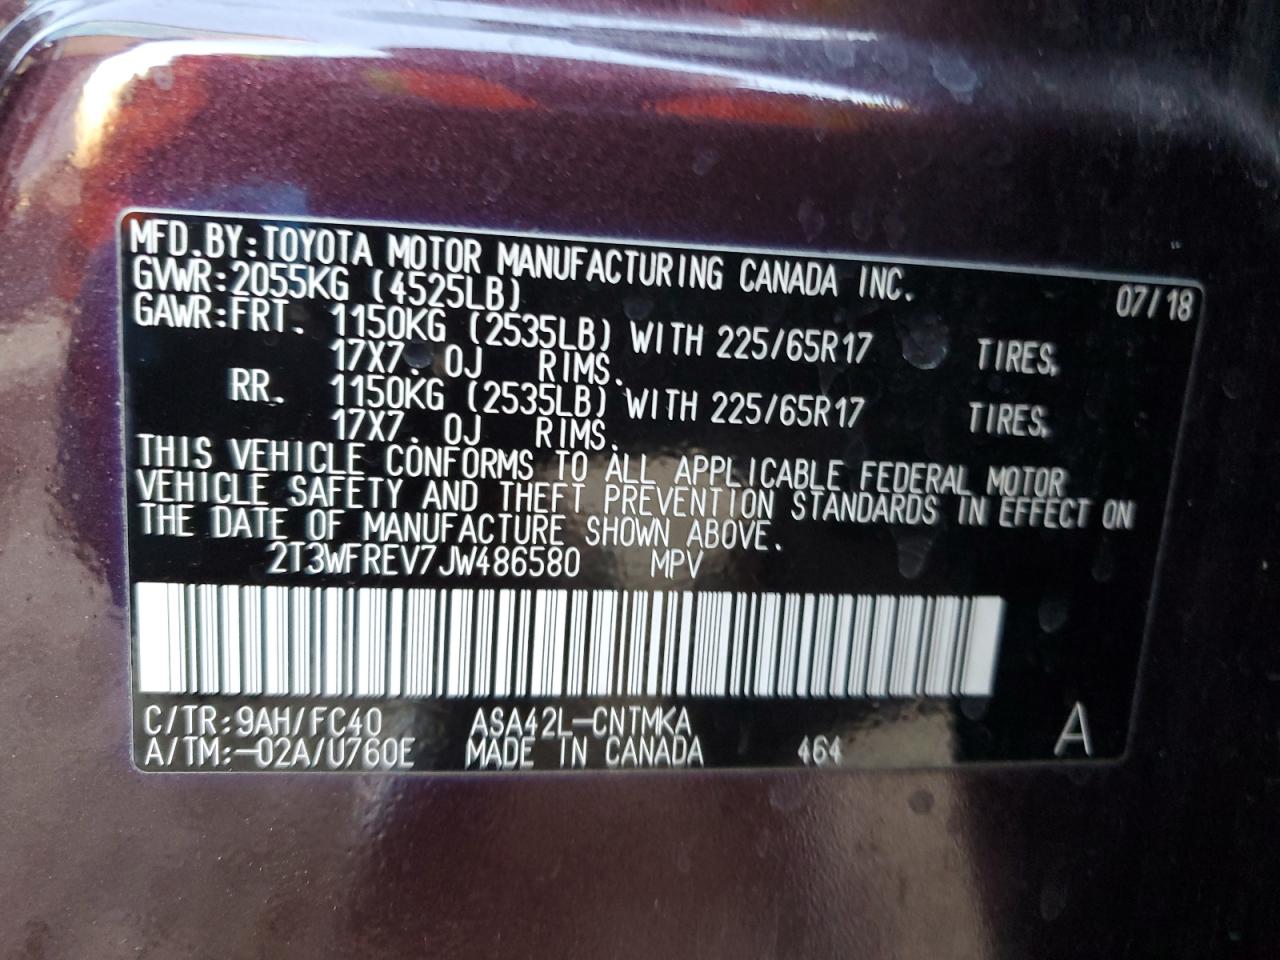 MFD.BY:TOYOTA MOTOR MANUFACTURING CANADA INC. 07/18
GVWR:2055KG (4525LB)
GAWR:FRT. 1150KG (2535LB) WITH 225/65R17 TIRES,
17X7.0J RIMS.
RR. 1150KG (2535LB) WITH 225/65R17 TIRES,
17X7.0J RIMS.
THIS VEHICLE CONFORMS TO ALL APPLICABLE FEDERAL MOTOR
VEHICLE SAFETY AND THEFT PREVENTION STANDARDS IN EFFECT ON
THE DATE OF MANUFACTURE SHOWN ABOVE.
2T3WFREV7JW486580 MPV
C/TR:9AH/FC40 ASA42L-CNTMKA
A/TM:-02A/U760E MADE IN CANADA 464 A